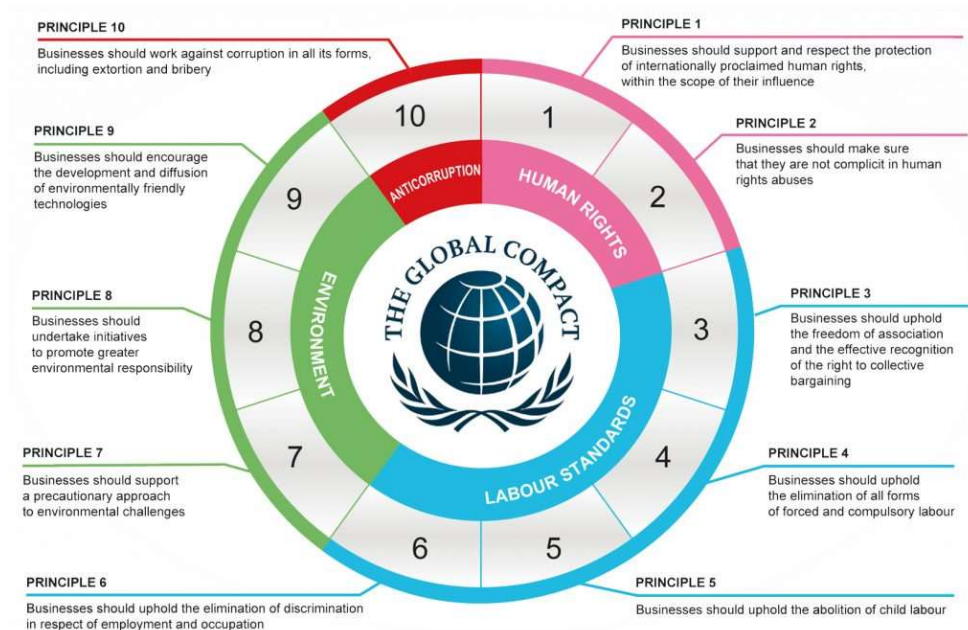 PRINCIPLE 10
Businesses should work against corruption in all its forms,
including extortion and bribery
PRINCIPLE 1
Businesses should support and respect the protection
of internationally proclaimed human rights,
within the scope of their influence
PRINCIPLE 9
Businesses should encourage
the development and diffusion
of environmentally friendly
technologies
PRINCIPLE 2
Businesses should make sure
that they are not complicit in human
rights abuses
PRINCIPLE 8
Businesses should
undertake initiatives
to promote greater
environmental responsibility
PRINCIPLE 3
Businesses should uphold
the freedom of association
and the effective recognition
of the right to collective
bargaining
PRINCIPLE 7
Businesses should support
a precautionary approach
to environmental challenges
PRINCIPLE 4
Businesses should uphold
the elimination of all forms
of forced and compulsory labour
PRINCIPLE 6
Businesses should uphold the elimination of discrimination
in respect of employment and occupation
PRINCIPLE 5
Businesses should uphold the abolition of child labour
10
1
2
3
4
5
6
7
8
9
ANTICORRUPTION
HUMAN RIGHTS
LABOUR STANDARDS
ENVIRONMENT
THE GLOBAL COMPACT